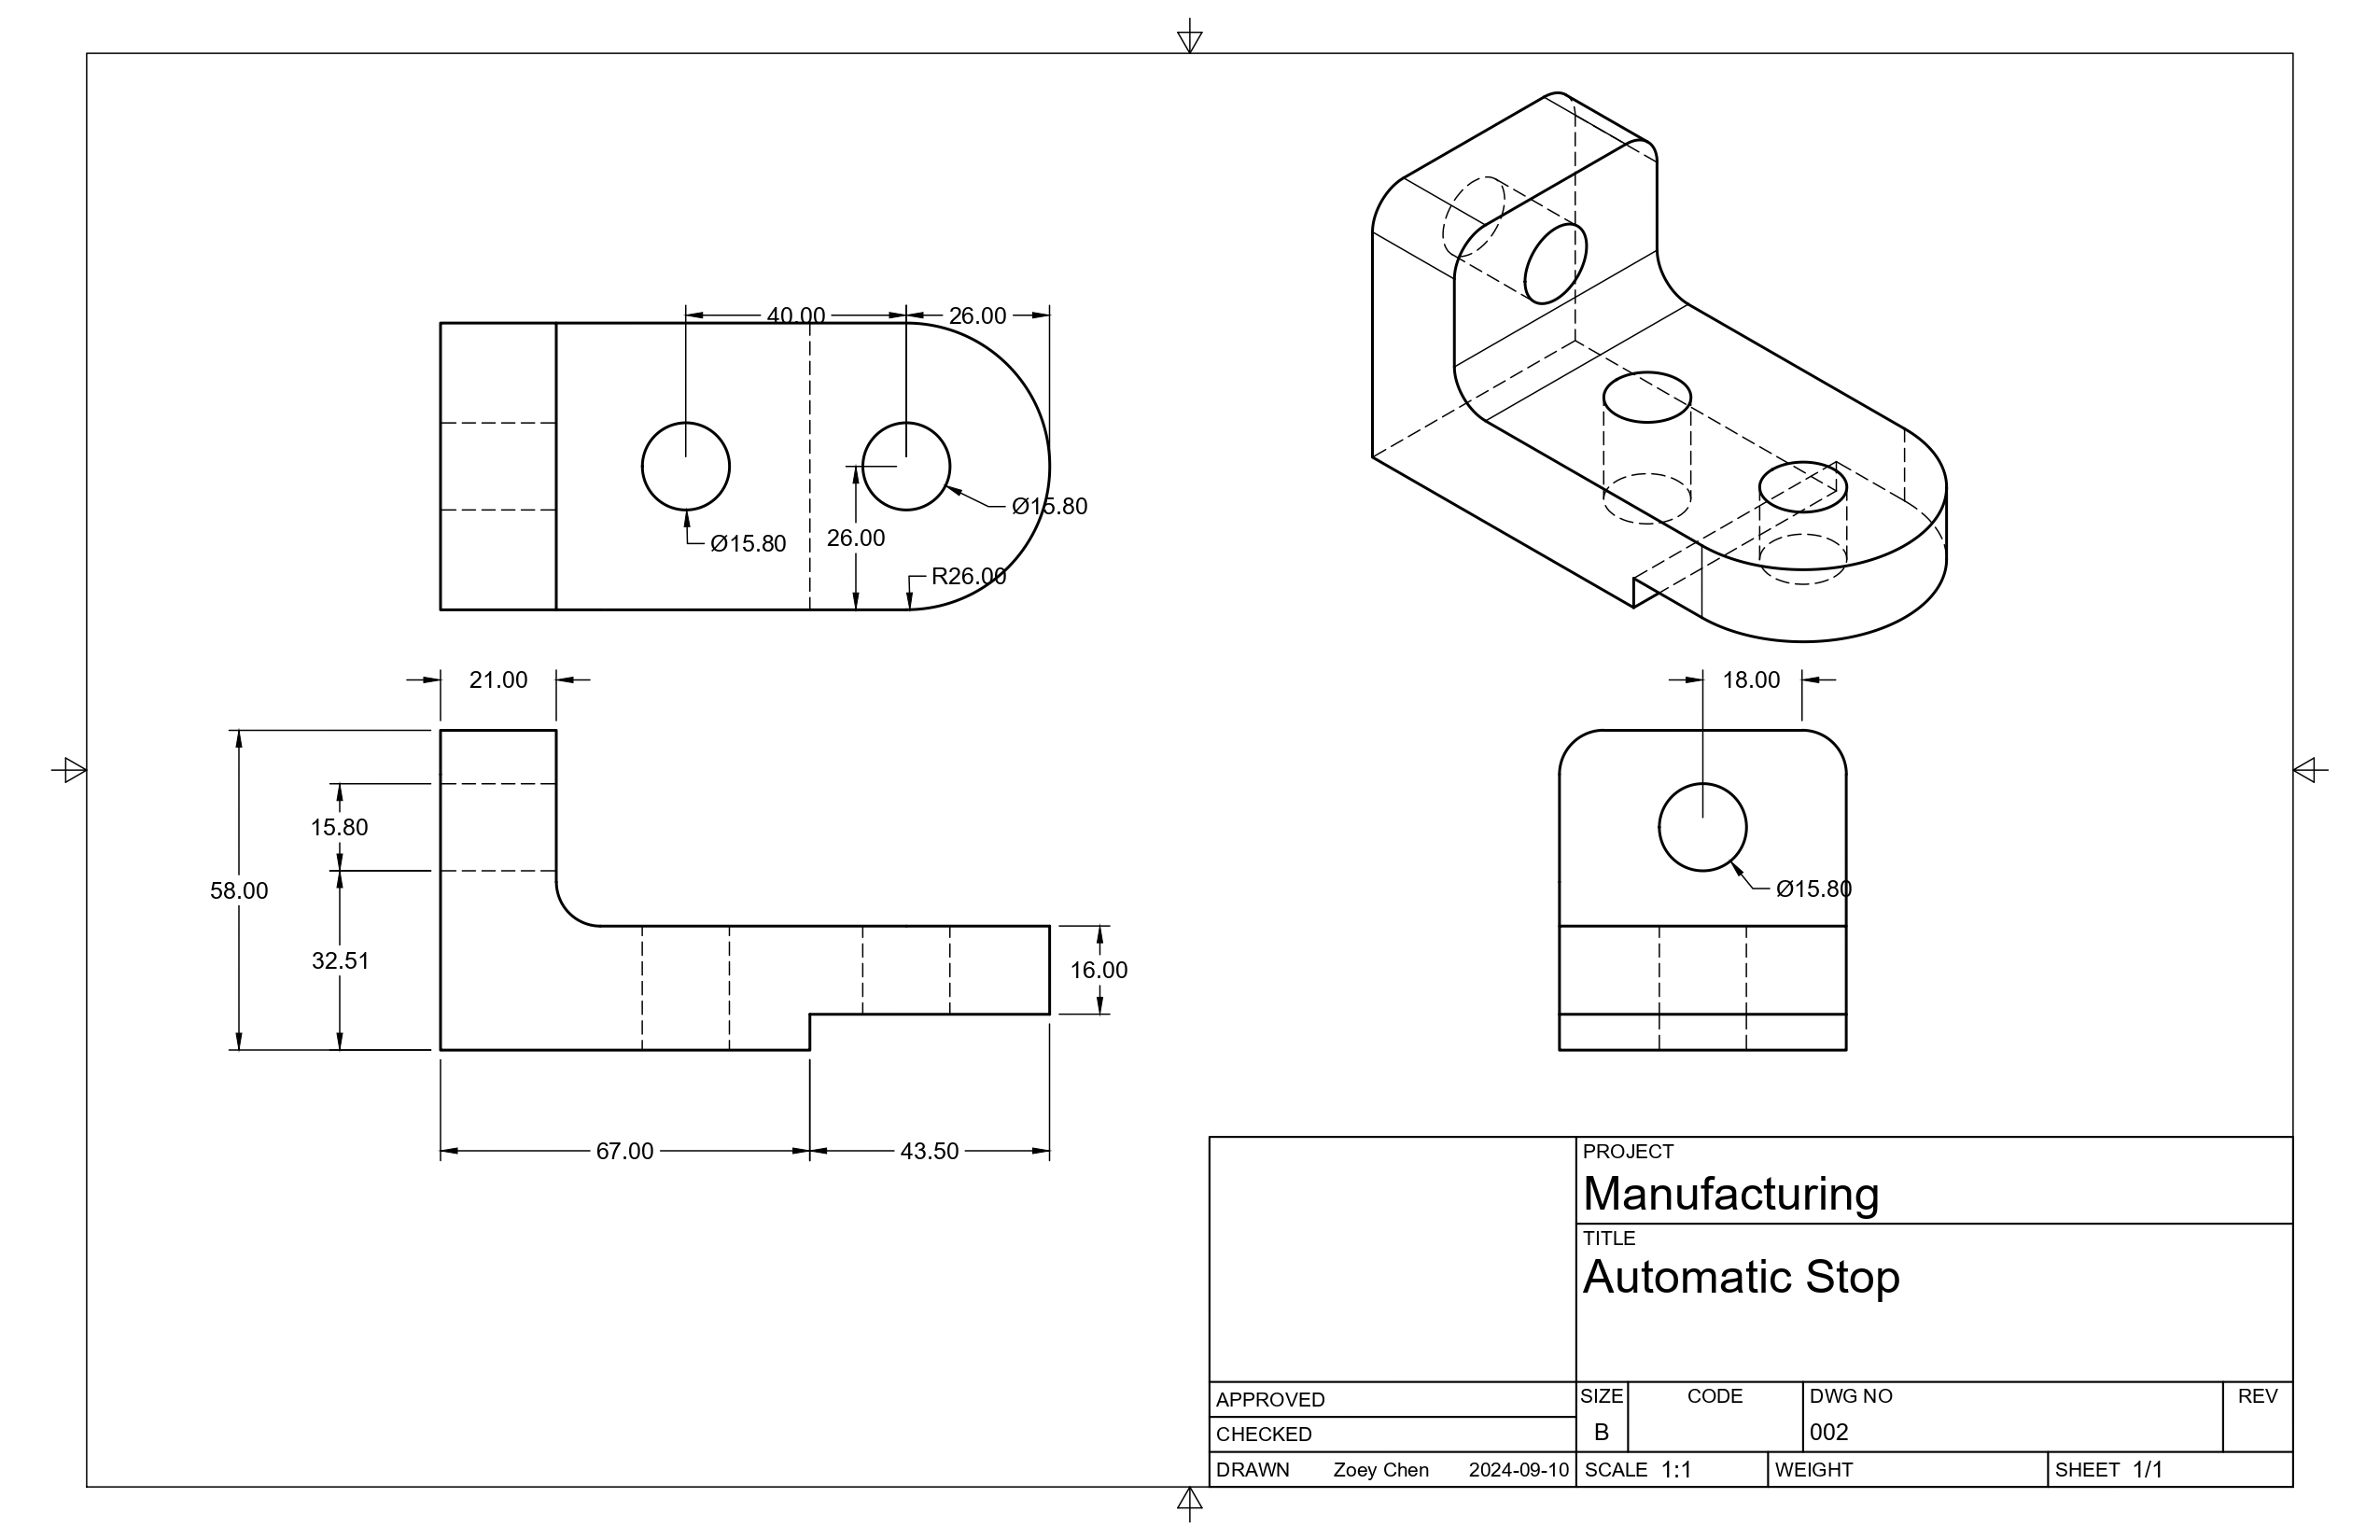 40.00 26.00
Ø15.80
26.00
Ø15.80
R26.00
21.00
18.00
15.80
58.00
Ø15.80
32.51
16.00
67.00 43.50
PROJECT
Manufacturing
TITLE
Automatic Stop
APPROVED
CHECKED
DRAWN Zoey Chen 2024-09-10
SIZE CODE DWG NO REV
B 002
SCALE 1:1 WEIGHT SHEET 1/1